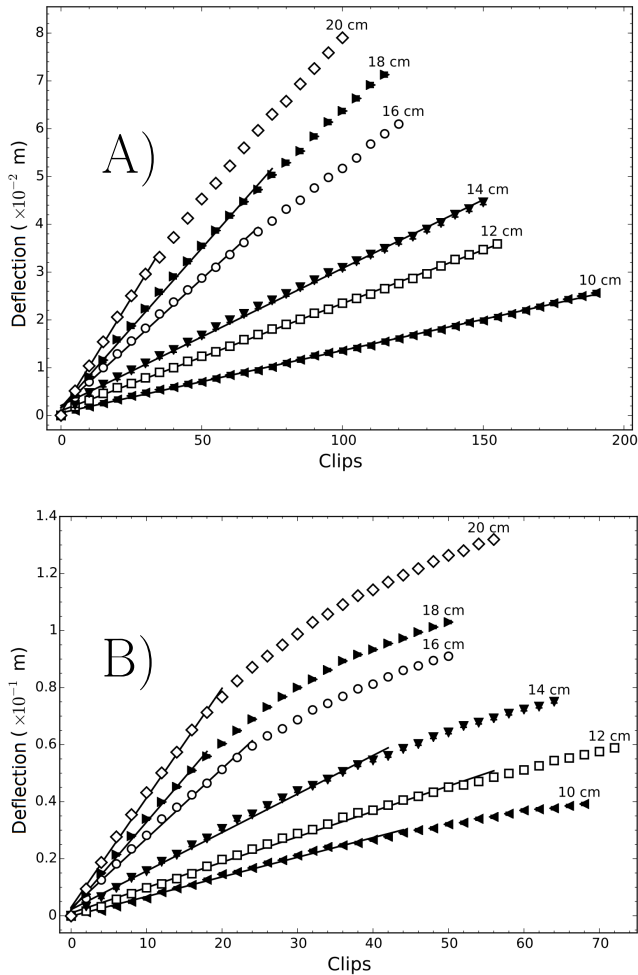 8
7
6
5
4
3
2
1
0
Deflection ( ×10⁻² m)
A)
20 cm
18 cm
16 cm
14 cm
12 cm
10 cm
0 50 100 150 200
Clips
1.4
1.2
1
0.8
0.6
0.4
0.2
0
Deflection ( ×10⁻¹ m)
B)
20 cm
18 cm
16 cm
14 cm
12 cm
10 cm
0 10 20 30 40 50 60 70
Clips